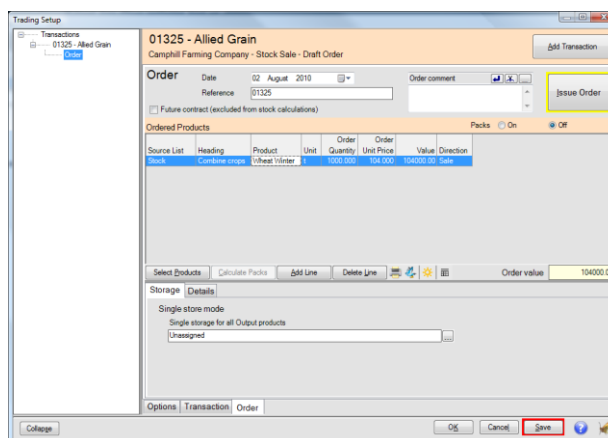 Trading Setup
Transactions
01325 - Allied Grain
Order
01325 - Allied Grain
Camphill Farming Company - Stock Sale - Draft Order
Add Transaction
Order
Date
02 August 2010
Order comment
Issue Order
Reference
01325
Future contract (excluded from stock calculations)
Ordered Products
Packs
On
Off
Source List Heading Product Unit Order Quantity Order Unit Price Value Direction
Stock Combine crops Wheat Winter t 1000.000 104.000 104000.00 Sale
Select Products
Calculate Packs
Add Line
Delete Line
Order value
104000.0
Storage
Details
Single store mode
Single storage for all Output products
Unassigned
...
Options
Transaction
Order
Collapse
OK
Cancel
Save